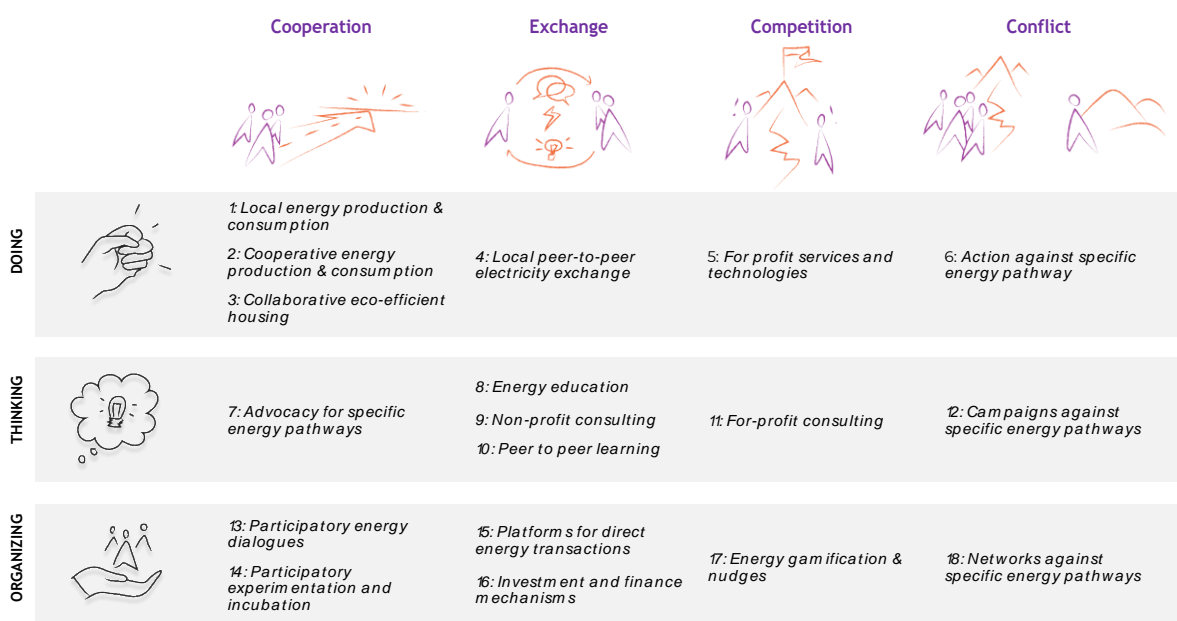 Cooperation
Exchange
Competition
Conflict
DOING
1: Local energy production &
consumption
2: Cooperative energy
production & consumption
3: Collaborative eco-efficient
housing
4: Local peer-to-peer
electricity exchange
5: For profit services and
technologies
6: Action against specific
energy pathway
THINKING
7: Advocacy for specific
energy pathways
8: Energy education
9: Non-profit consulting
10: Peer to peer learning
11: For-profit consulting
12: Campaigns against
specific energy pathways
ORGANIZING
13: Participatory energy
dialogues
14: Participatory
experimentation and
incubation
15: Platforms for direct
energy transactions
16: Investment and finance
mechanisms
17: Energy gamification &
nudges
18: Networks against
specific energy pathways